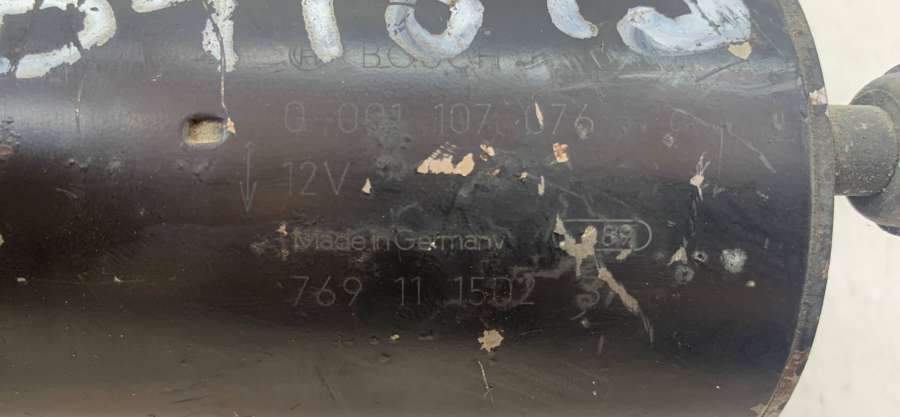 BOSCH
0 001 107 076
12V
Made in Germany 89
769 11 1502